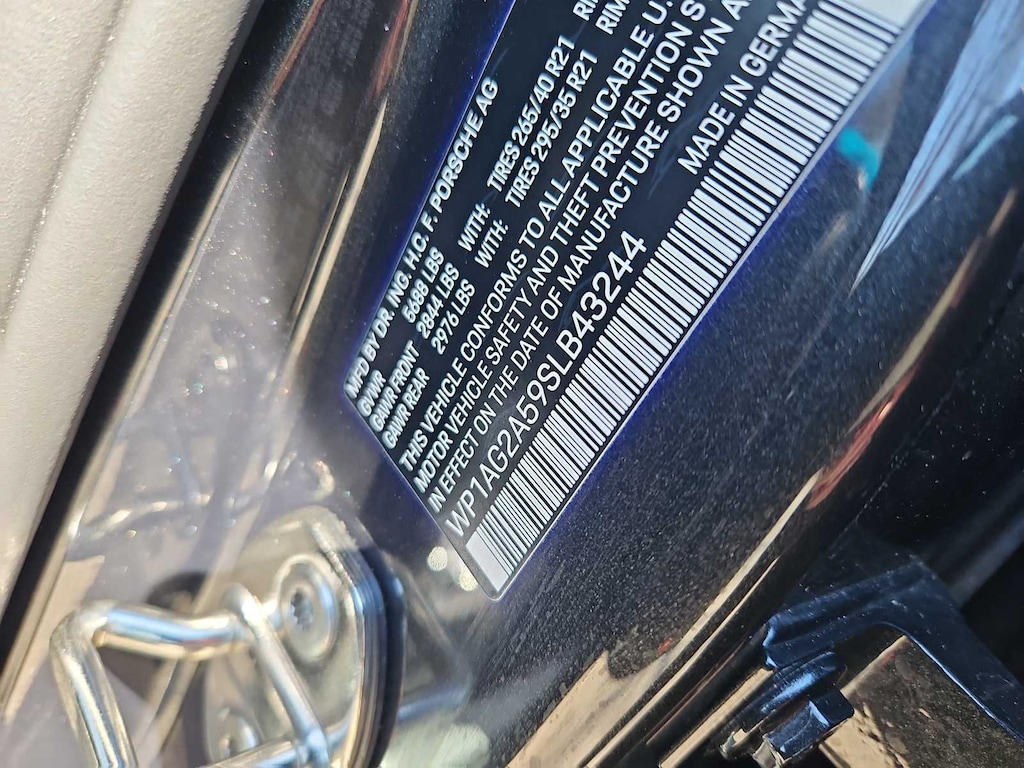 MFD BY DR. ING. H.C. F. PORSCHE AG
GVWR 5688 LBS
GAWR FRONT 2844 LBS WITH: TIRES 265/40 R21 RIM
GAWR REAR 2976 LBS WITH: TIRES 295/35 R21 RIM
THIS VEHICLE CONFORMS TO ALL APPLICABLE U.
MOTOR VEHICLE SAFETY AND THEFT PREVENTION S
IN EFFECT ON THE DATE OF MANUFACTURE SHOWN A
WP1AG2A59SLB43244 MADE IN GERMA